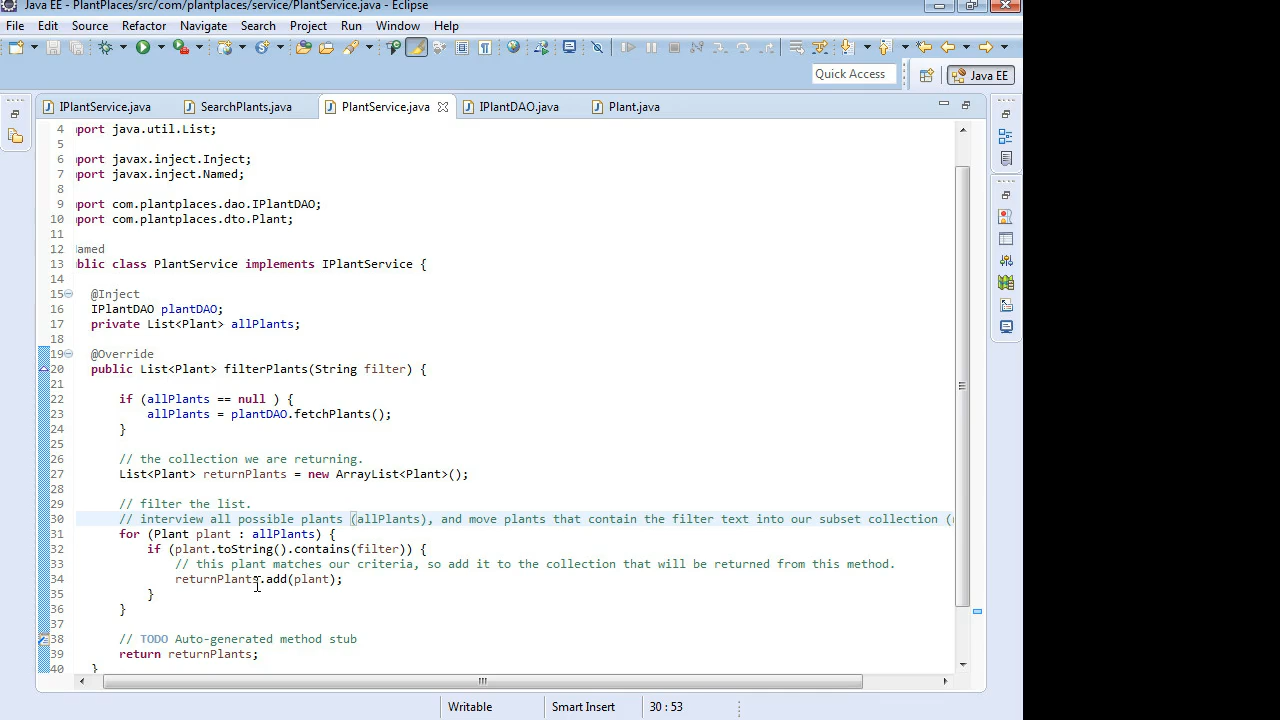 Java EE - PlantPlaces/src/com/plantplaces/service/PlantService.java - Eclipse
File Edit Source Refactor Navigate Search Project Run Window Help
Quick Access Java EE
IPlantService.java SearchPlants.java PlantService.java IPlantDAO.java Plant.java
4 port java.util.List;
5
6 port javax.inject.Inject;
7 port javax.inject.Named;
8
9 port com.plantplaces.dao.IPlantDAO;
10 port com.plantplaces.dto.Plant;
11
12 amed
13 blic class PlantService implements IPlantService {
14
15 @Inject
16 IPlantDAO plantDAO;
17 private List<Plant> allPlants;
18
19 @Override
20 public List<Plant> filterPlants(String filter) {
21
22 if (allPlants == null ) {
23 allPlants = plantDAO.fetchPlants();
24 }
25
26 // the collection we are returning.
27 List<Plant> returnPlants = new ArrayList<Plant>();
28
29 // filter the list.
30 // interview all possible plants (allPlants), and move plants that contain the filter text into our subset collection (
31 for (Plant plant : allPlants) {
32 if (plant.toString().contains(filter)) {
33 // this plant matches our criteria, so add it to the collection that will be returned from this method.
34 returnPlants.add(plant);
35 }
36 }
37
38 // TODO Auto-generated method stub
39 return returnPlants;
40 }
Writable Smart Insert 30 : 53